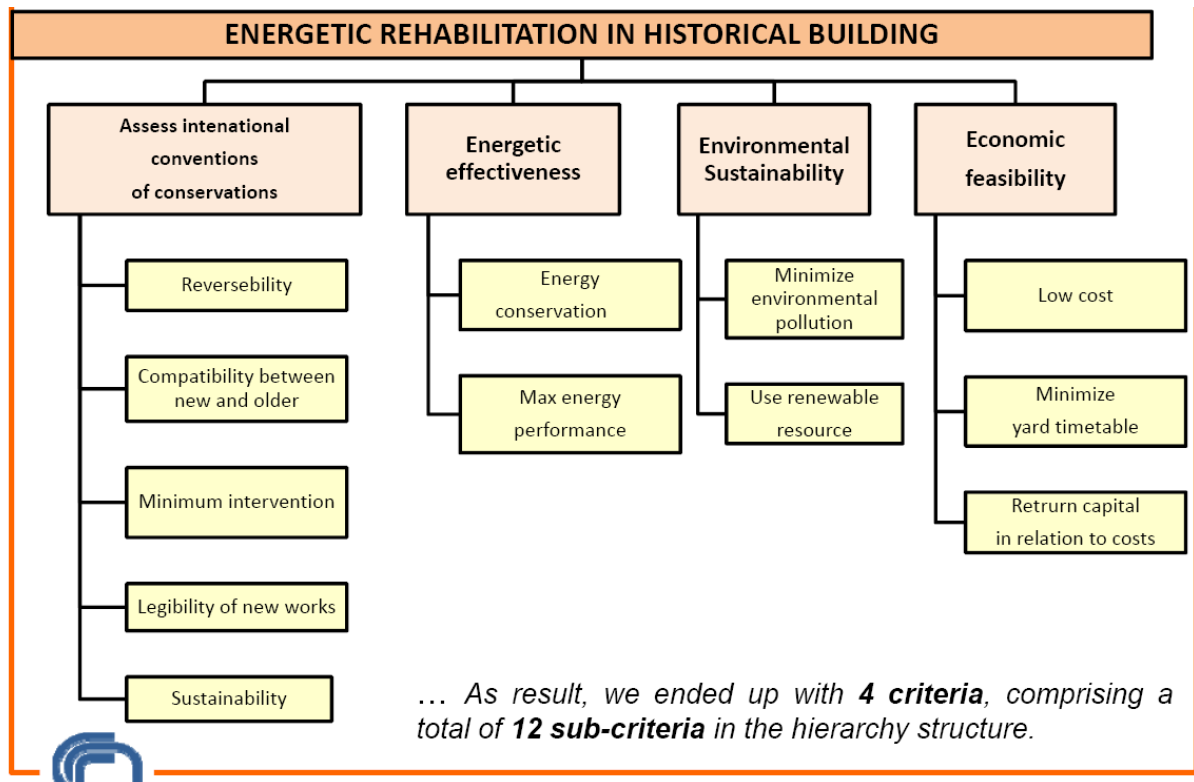 ENERGETIC REHABILITATION IN HISTORICAL BUILDING
Assess intenational
conventions
of conservations
Reversebility
Compatibility between
new and older
Minimum intervention
Legibility of new works
Sustainability
Energetic
effectiveness
Energy
conservation
Max energy
performance
Environmental
Sustainability
Minimize
environmental
pollution
Use renewable
resource
Economic
feasibility
Low cost
Minimize
yard timetable
Retrurn capital
in relation to costs
… As result, we ended up with 4 criteria, comprising a
total of 12 sub-criteria in the hierarchy structure.